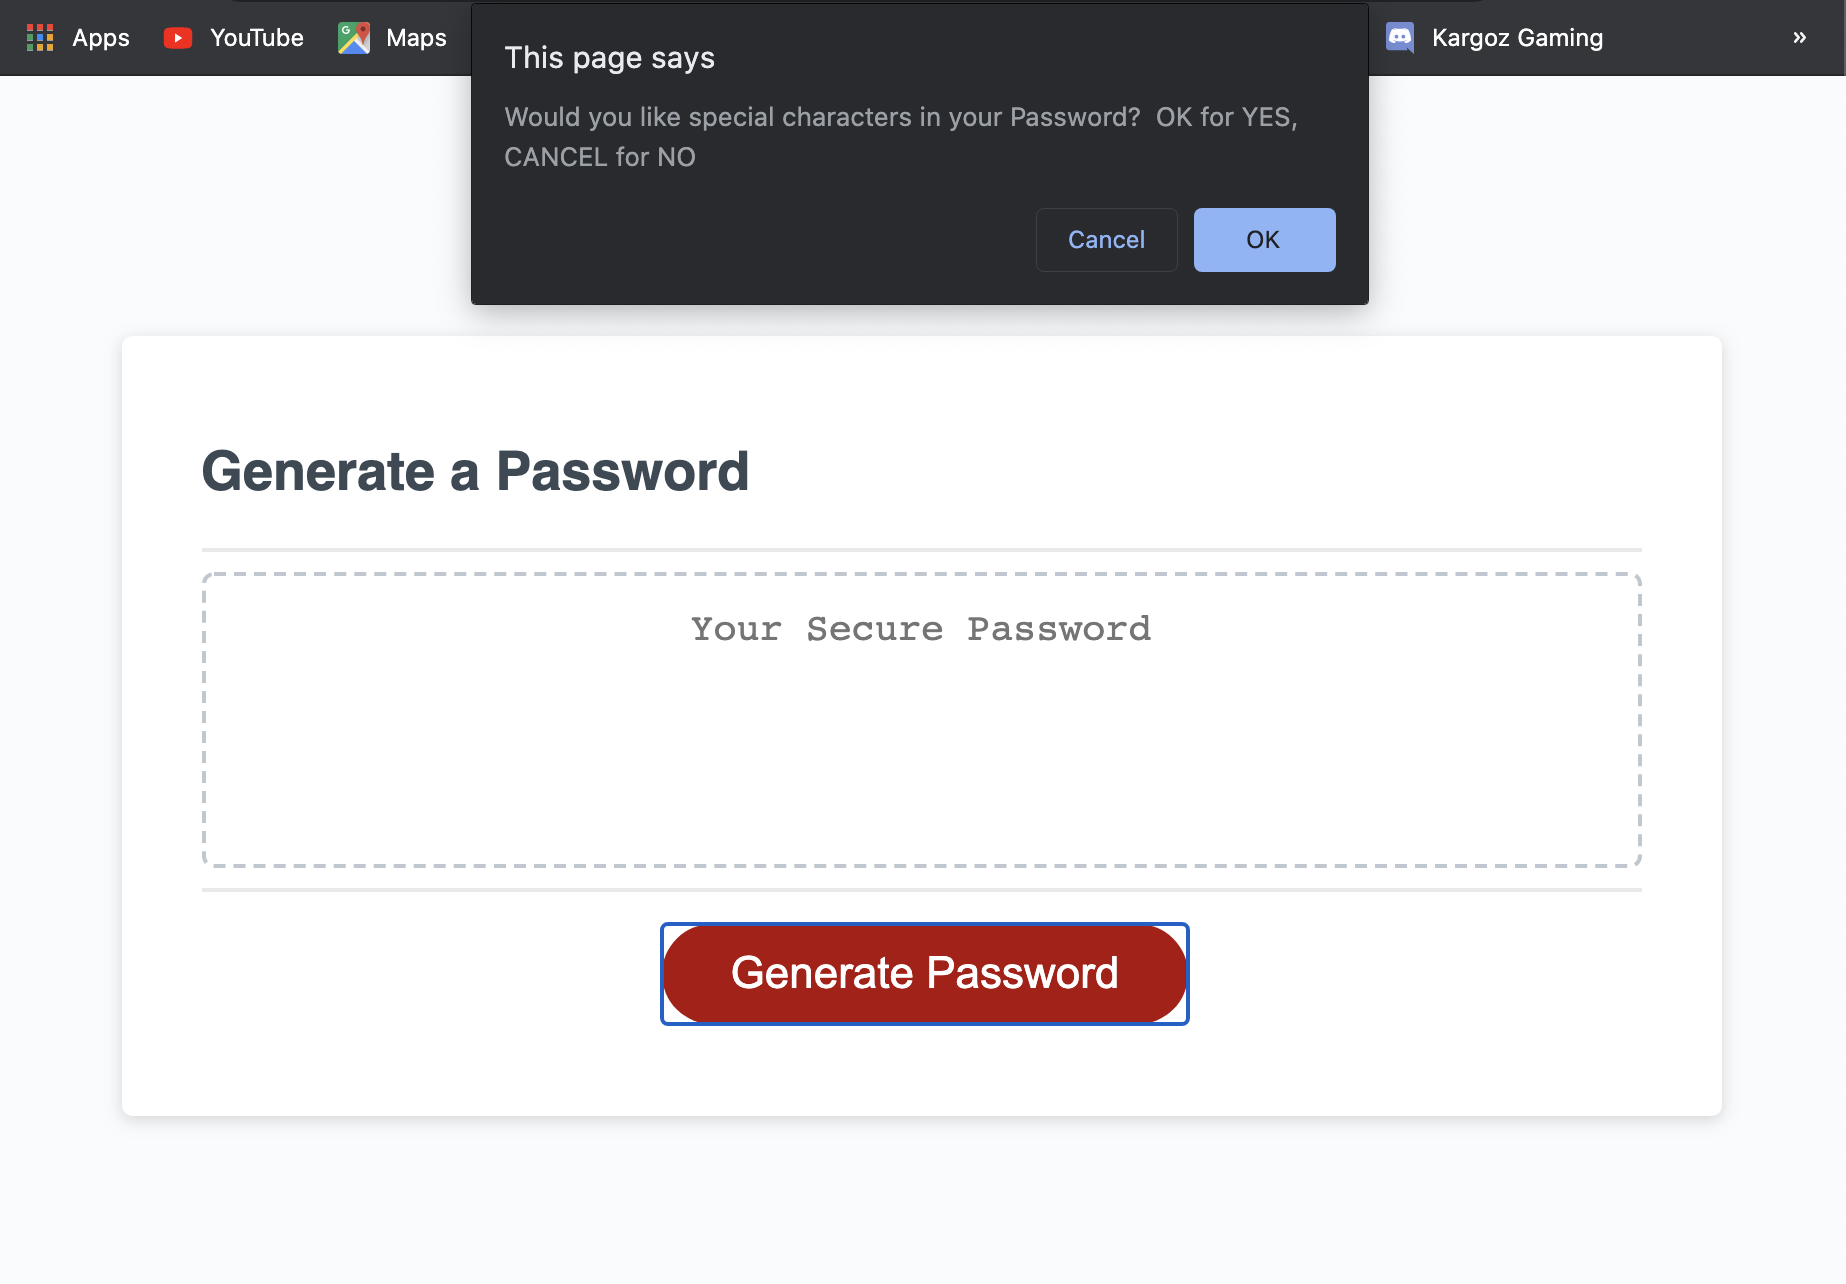 Apps YouTube Maps Kargoz Gaming »
This page says
Would you like special characters in your Password?  OK for YES,
CANCEL for NO
Cancel OK
Generate a Password
Your Secure Password
Generate Password